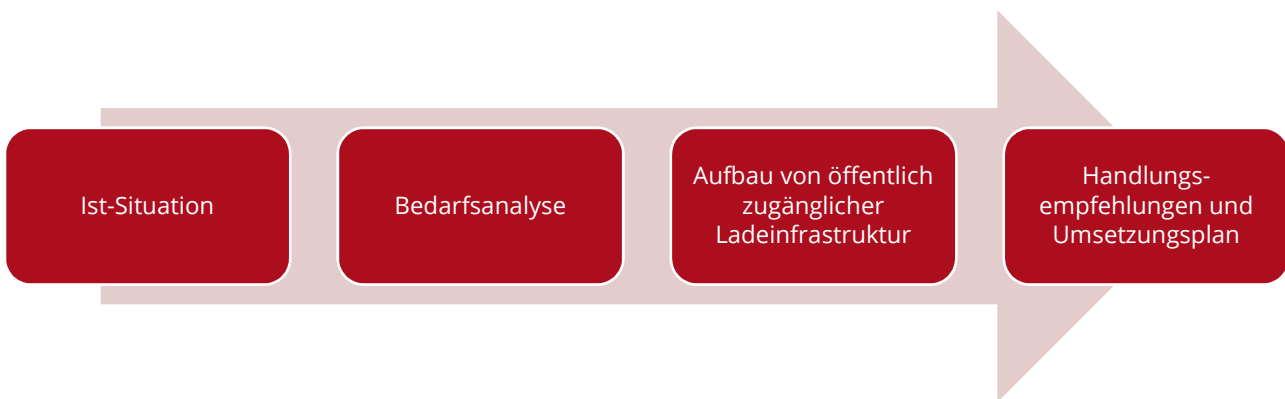 Ist-Situation
Bedarfsanalyse
Aufbau von öffentlich
zugänglicher
Ladeinfrastruktur
Handlungs-
empfehlungen und
Umsetzungsplan